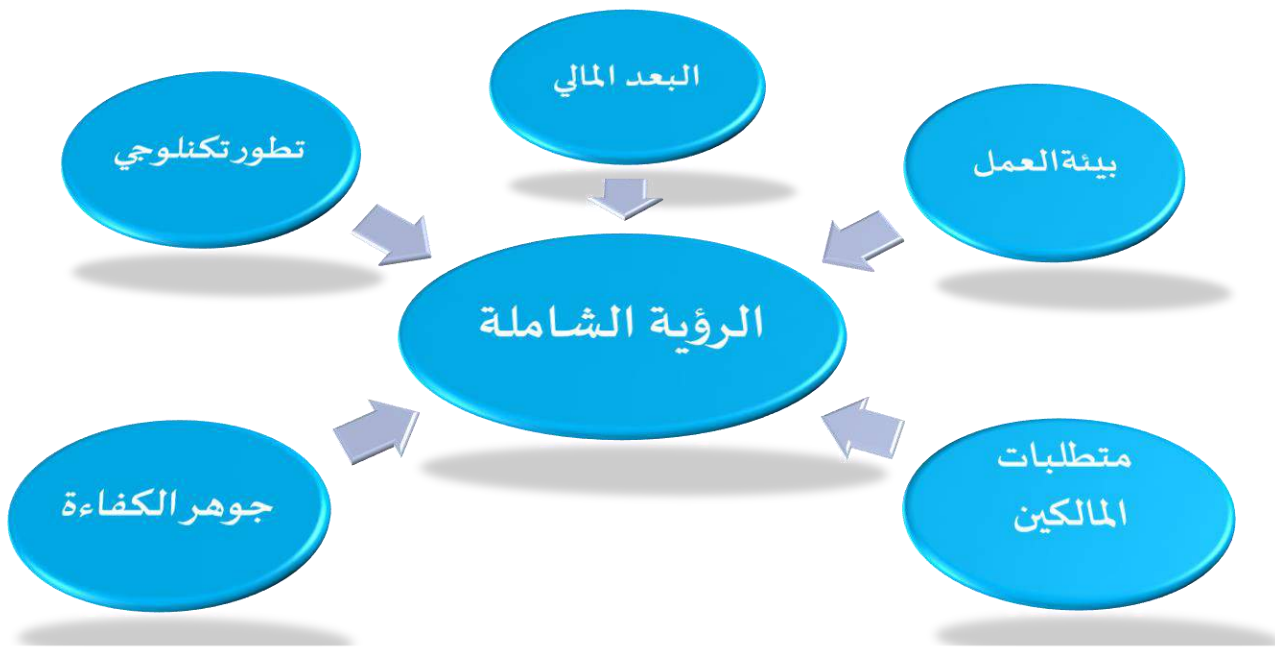 البعد المالي
تطور تكنلوجي
بيئة العمل
الرؤية الشاملة
جوهر الكفاءة
متطلبات
المالكين